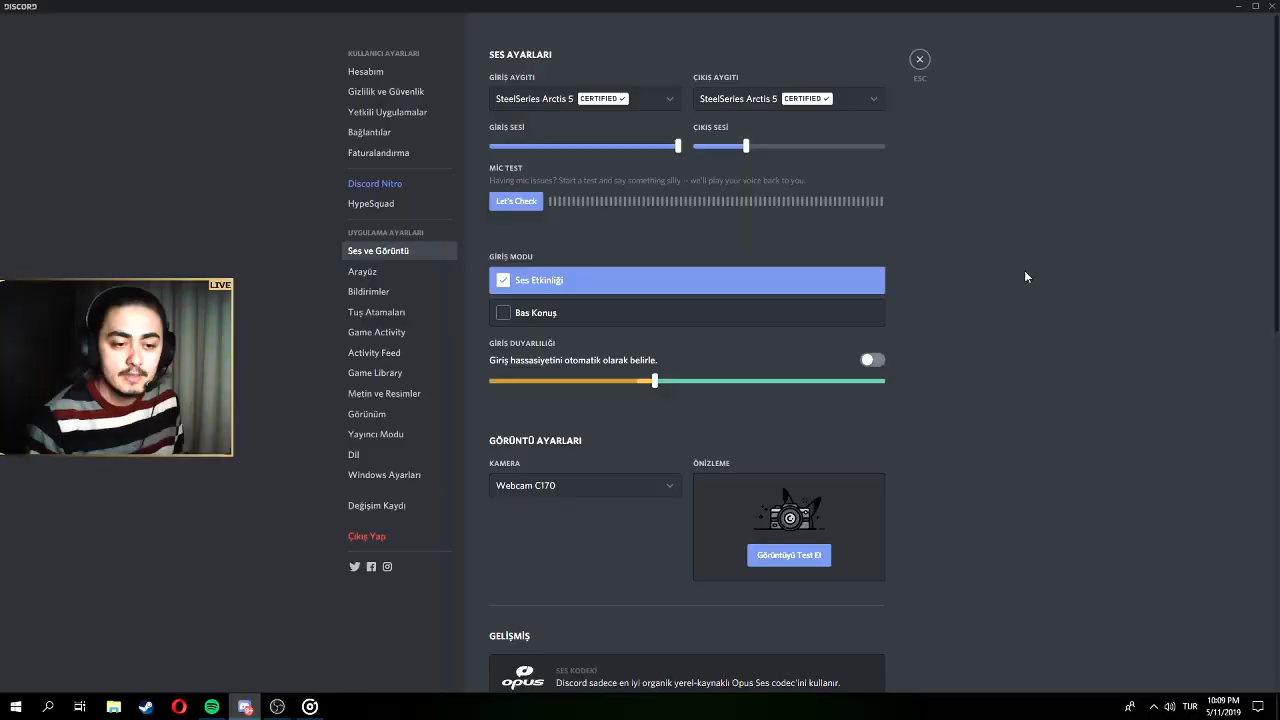 DISCORD
KULLANICI AYARLARI
Hesabım
Gizlilik ve Güvenlik
Yetkili Uygulamalar
Bağlantılar
Faturalandırma
Discord Nitro
HypeSquad
UYGULAMA AYARLARI
Ses ve Görüntü
Arayüz
Bildirimler
Tuş Atamaları
Game Activity
Activity Feed
Game Library
Metin ve Resimler
Görünüm
Yayıncı Modu
Dil
Windows Ayarları
Değişim Kaydı
Çıkış Yap
LIVE
SES AYARLARI
ESC
GİRİŞ AYGITI
SteelSeries Arctis 5 CERTIFIED
ÇIKIS AYGITI
SteelSeries Arctis 5 CERTIFIED
GİRİŞ SESİ
ÇIKIŞ SESİ
MIC TEST
Having mic issues? Start a test and say something silly — we'll play your voice back to you.
Let's Check
GİRİŞ MODU
Ses Etkinliği
Bas Konuş
GİRİŞ DUYARLILIĞI
Giriş hassasiyetini otomatik olarak belirle.
GÖRÜNTÜ AYARLARI
KAMERA
Webcam C170
ÖNİZLEME
Görüntüyü Test Et
GELİŞMİŞ
opus
SES KODEKİ
Discord sadece en iyi organik yerel-kaynaklı Opus Ses codec'ini kullanır.
TUR
10:09 PM
5/11/2019